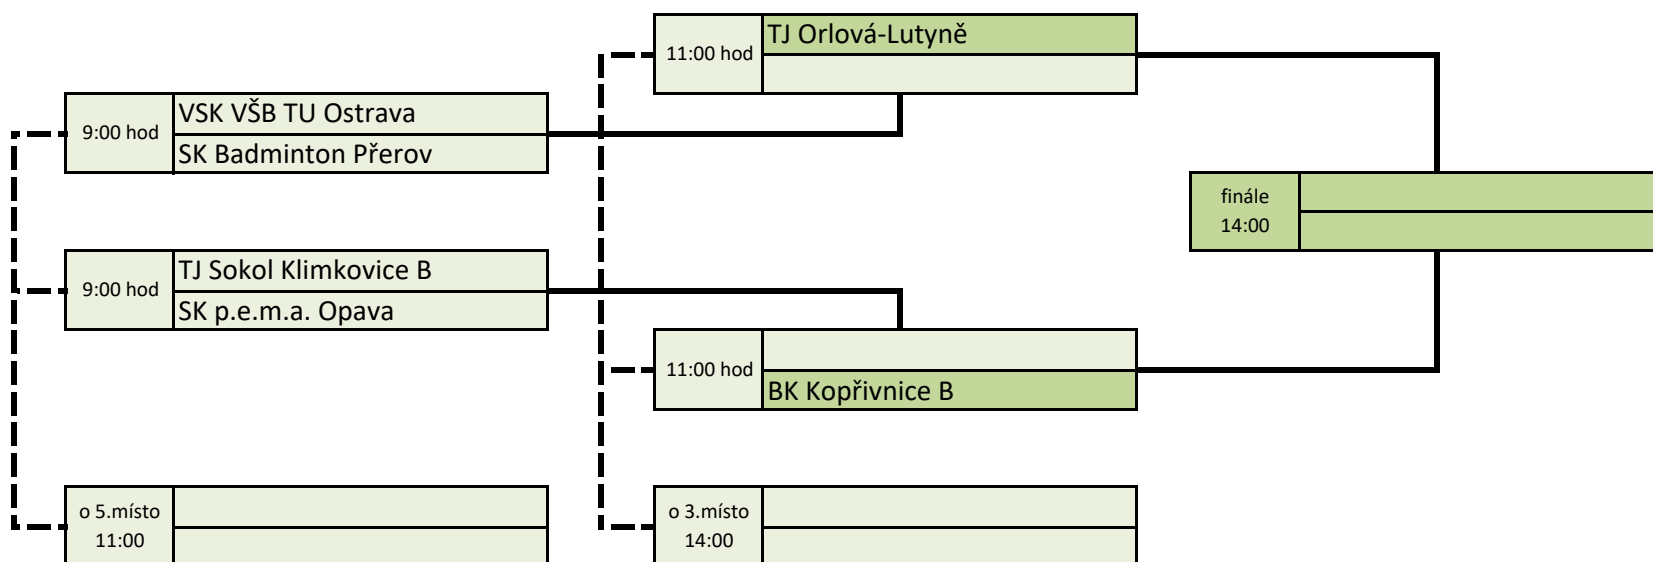 11:00 hod
TJ Orlová-Lutyně
9:00 hod
VSK VŠB TU Ostrava
SK Badminton Přerov
finále
14:00
9:00 hod
TJ Sokol Klimkovice B
SK p.e.m.a. Opava
11:00 hod
BK Kopřivnice B
o 5.místo
11:00
o 3.místo
14:00